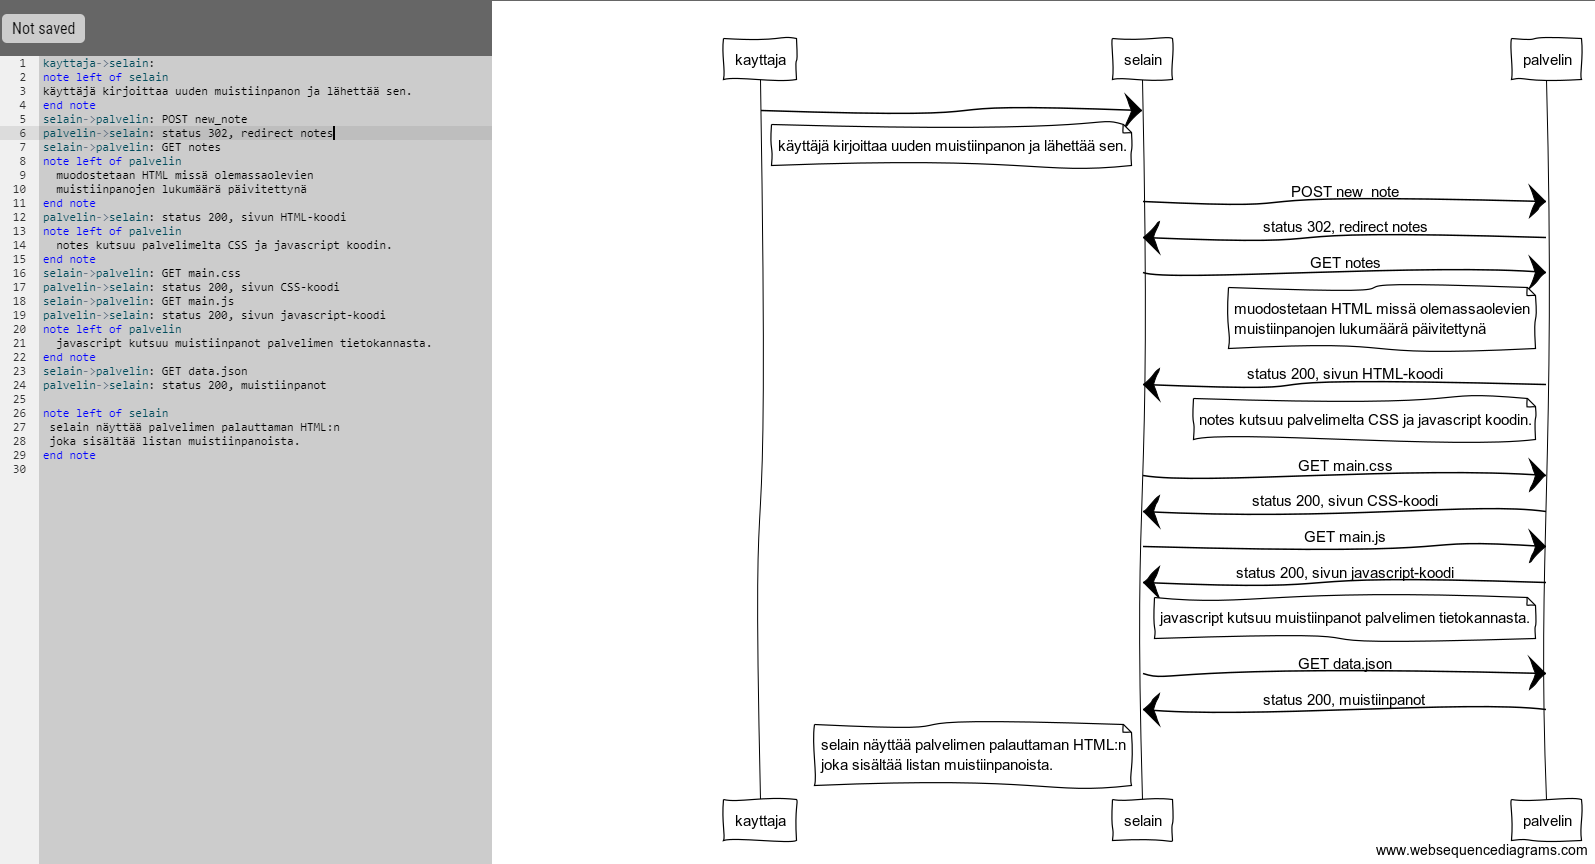 Not saved
1 kayttaja->selain:
2 note left of selain
3 käyttäjä kirjoittaa uuden muistiinpanon ja lähettää sen.
4 end note
5 selain->palvelin: POST new_note
6 palvelin->selain: status 302, redirect notes
7 selain->palvelin: GET notes
8 note left of palvelin
9 muodostetaan HTML missä olemassaolevien
10 muistiinpanojen lukumäärä päivitettynä
11 end note
12 palvelin->selain: status 200, sivun HTML-koodi
13 note left of palvelin
14 notes kutsuu palvelimelta CSS ja javascript koodin.
15 end note
16 selain->palvelin: GET main.css
17 palvelin->selain: status 200, sivun CSS-koodi
18 selain->palvelin: GET main.js
19 palvelin->selain: status 200, sivun javascript-koodi
20 note left of palvelin
21 javascript kutsuu muistiinpanot palvelimen tietokannasta.
22 end note
23 selain->palvelin: GET data.json
24 palvelin->selain: status 200, muistiinpanot
25
26 note left of selain
27 selain näyttää palvelimen palauttaman HTML:n
28 joka sisältää listan muistiinpanoista.
29 end note
30
kayttaja selain palvelin
käyttäjä kirjoittaa uuden muistiinpanon ja lähettää sen.
POST new_note
status 302, redirect notes
GET notes
muodostetaan HTML missä olemassaolevien
muistiinpanojen lukumäärä päivitettynä
status 200, sivun HTML-koodi
notes kutsuu palvelimelta CSS ja javascript koodin.
GET main.css
status 200, sivun CSS-koodi
GET main.js
status 200, sivun javascript-koodi
javascript kutsuu muistiinpanot palvelimen tietokannasta.
GET data.json
status 200, muistiinpanot
selain näyttää palvelimen palauttaman HTML:n
joka sisältää listan muistiinpanoista.
kayttaja selain palvelin
www.websequencediagrams.com